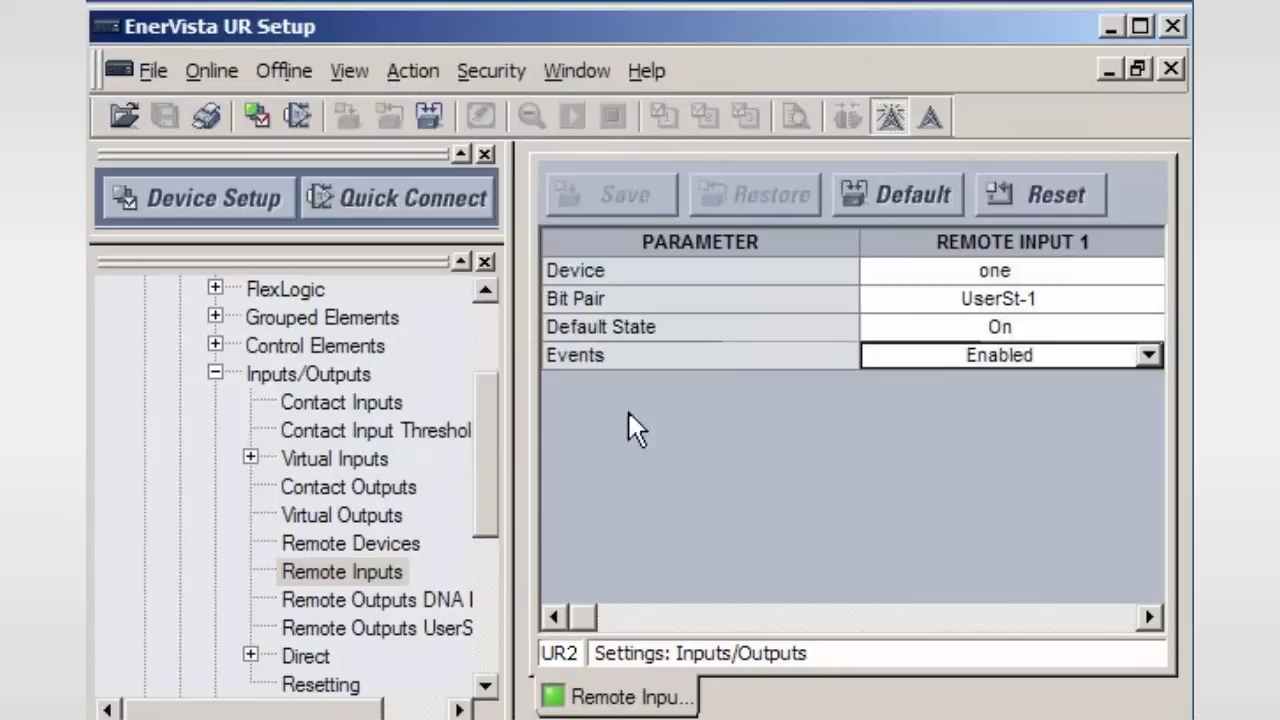 EnerVista UR Setup
File Online Offline View Action Security Window Help
Device Setup Quick Connect
FlexLogic
Grouped Elements
Control Elements
Inputs/Outputs
Contact Inputs
Contact Input Threshol
Virtual Inputs
Contact Outputs
Virtual Outputs
Remote Devices
Remote Inputs
Remote Outputs DNA
Remote Outputs UserS
Direct
Resetting
Save Restore Default Reset
PARAMETER REMOTE INPUT 1
Device one
Bit Pair UserSt-1
Default State On
Events Enabled
UR2 Settings: Inputs/Outputs
Remote Inpu...